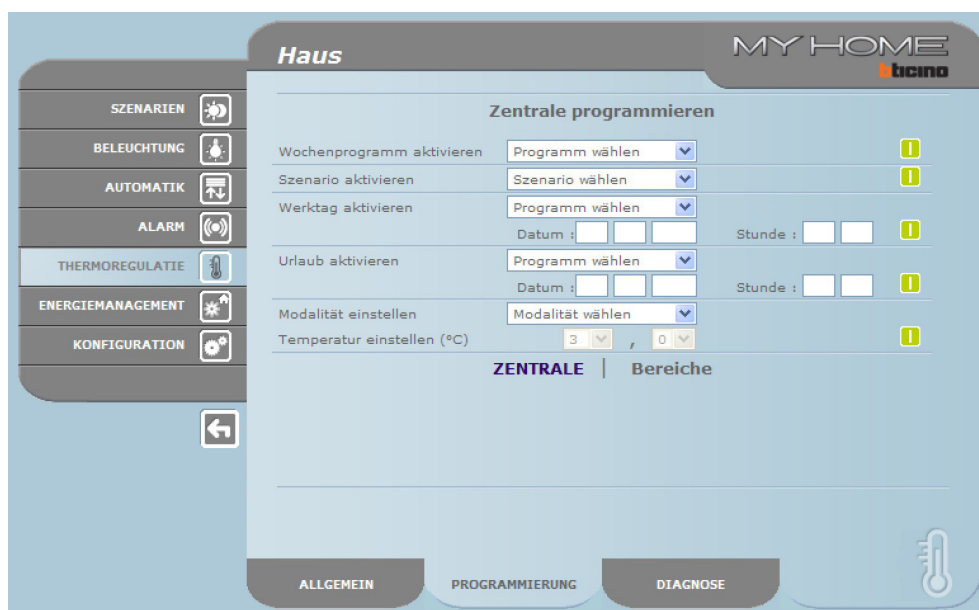 Haus
MY HOME
bticino
SZENARIEN
BELEUCHTUNG
AUTOMATIK
ALARM
THERMOREGULATIE
ENERGIEMANAGEMENT
KONFIGURATION
Zentrale programmieren
Wochenprogramm aktivieren Programm wählen
Szenario aktivieren Szenario wählen
Werktag aktivieren Programm wählen
Datum : Stunde :
Urlaub aktivieren Programm wählen
Datum : Stunde :
Modalität einstellen Modalität wählen
Temperatur einstellen (°C) 3 , 0
ZENTRALE | Bereiche
ALLGEMEIN PROGRAMMIERUNG DIAGNOSE